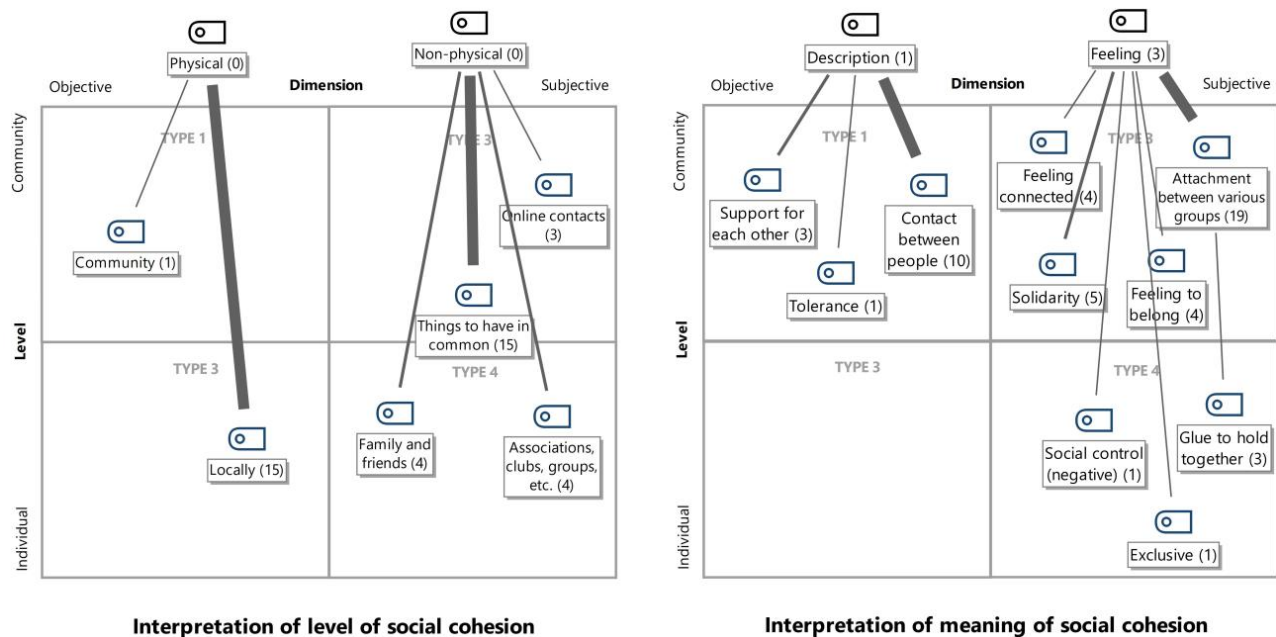 Physical (0)
Non-physical (0)
Objective
Dimension
Subjective
Community
Level
Individual
TYPE 1
TYPE 3
Online contacts
(3)
Community (1)
Things to have in
common (15)
TYPE 3
TYPE 4
Family and
friends (4)
Associations,
clubs, groups,
etc. (4)
Locally (15)
Interpretation of level of social cohesion
Description (1)
Feeling (3)
Objective
Dimension
Subjective
Community
Level
Individual
TYPE 1
TYPE 3
Support for
each other (3)
Contact
between
people (10)
Tolerance (1)
Feeling
connected (4)
Attachment
between various
groups (19)
Solidarity (5)
Feeling to
belong (4)
TYPE 3
TYPE 4
Social control
(negative) (1)
Glue to hold
together (3)
Exclusive (1)
Interpretation of meaning of social cohesion